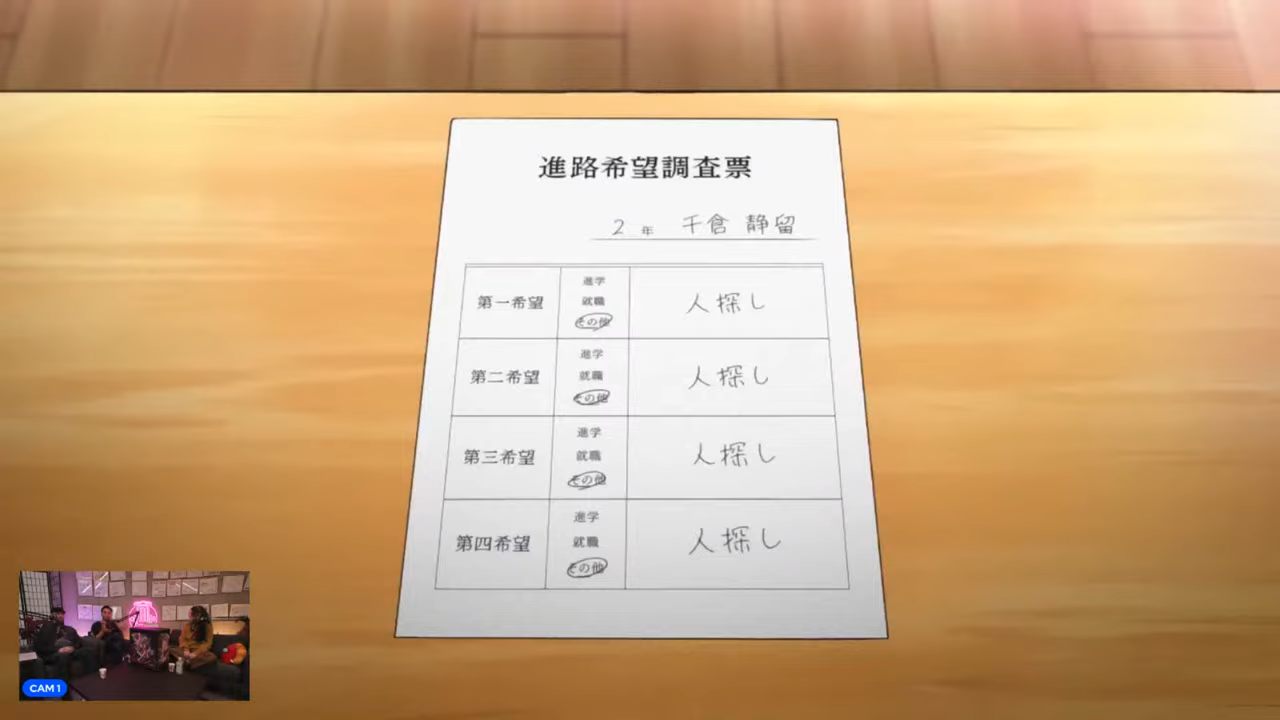 進路希望調査票
2 年 千倉 静留
第一希望
進学
就職
その他
人探し
第二希望
進学
就職
その他
人探し
第三希望
進学
就職
その他
人探し
第四希望
進学
就職
その他
人探し
CAM 1